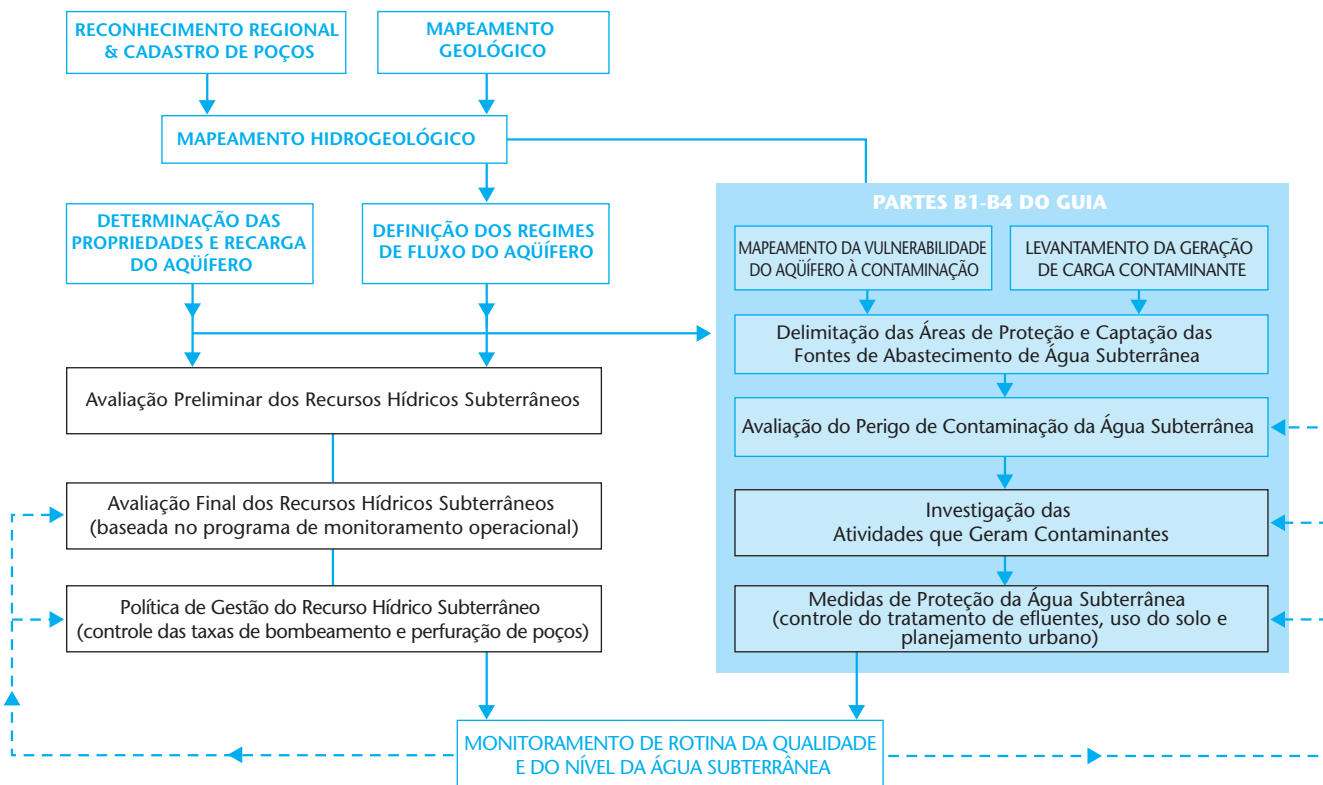 RECONHECIMENTO REGIONAL
& CADASTRO DE POÇOS
MAPEAMENTO
GEOLÓGICO
MAPEAMENTO HIDROGEOLÓGICO
DETERMINAÇÃO DAS
PROPRIEDADES E RECARGA
DO AQÜÍFERO
DEFINIÇÃO DOS REGIMES
DE FLUXO DO AQÜÍFERO
Avaliação Preliminar dos Recursos Hídricos Subterrâneos
Avaliação Final dos Recursos Hídricos Subterrâneos
(baseada no programa de monitoramento operacional)
Política de Gestão do Recurso Hídrico Subterrâneo
(controle das taxas de bombeamento e perfuração de poços)
PARTES B1-B4 DO GUIA
MAPEAMENTO DA VULNERABILIDADE
DO AQÜÍFERO À CONTAMINAÇÃO
LEVANTAMENTO DA GERAÇÃO
DE CARGA CONTAMINANTE
Delimitação das Áreas de Proteção e Captação das
Fontes de Abastecimento de Água Subterrânea
Avaliação do Perigo de Contaminação da Água Subterrânea
Investigação das
Atividades que Geram Contaminantes
Medidas de Proteção da Água Subterrânea
(controle do tratamento de efluentes, uso do solo e
planejamento urbano)
MONITORAMENTO DE ROTINA DA QUALIDADE
E DO NÍVEL DA ÁGUA SUBTERRÂNEA